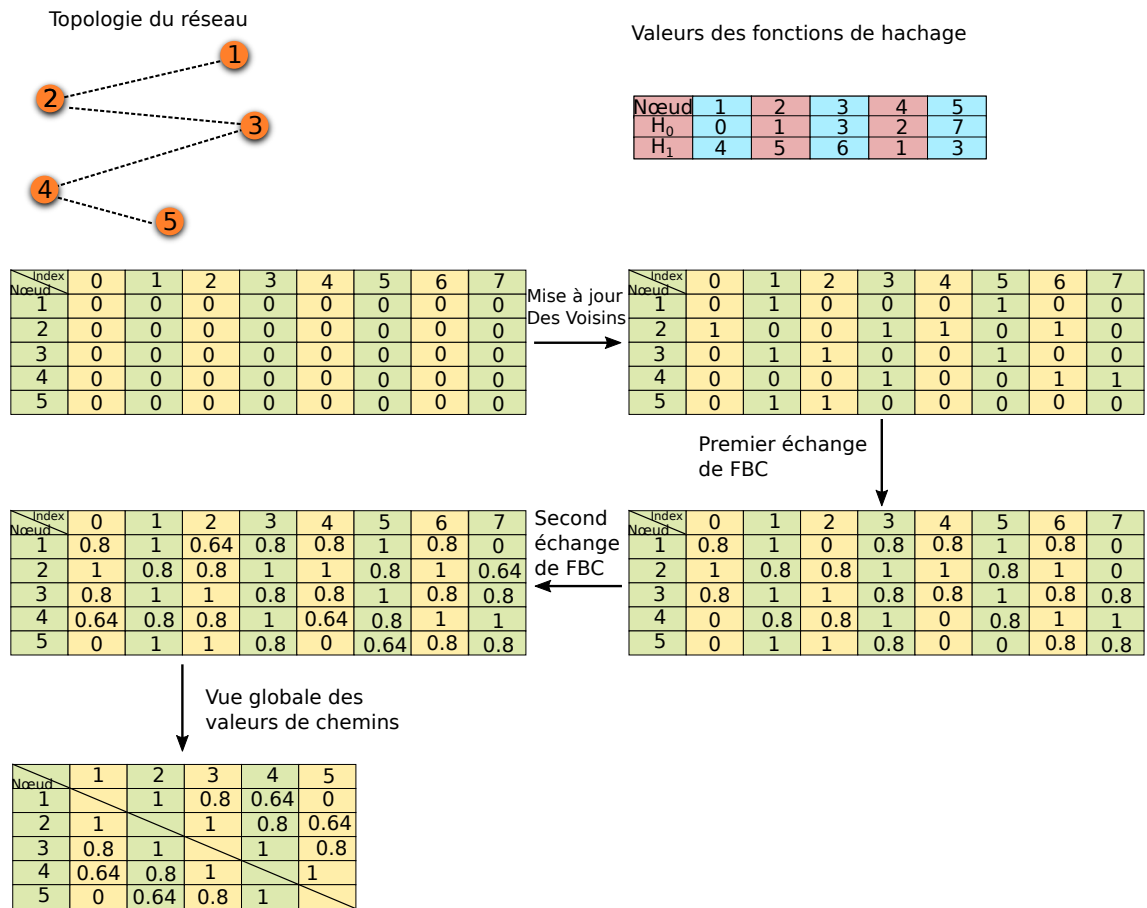 Topologie du réseau
1
2
3
4
5
Valeurs des fonctions de hachage
Nœud 1 2 3 4 5
H0 0 1 3 2 7
H1 4 5 6 1 3
Index Nœud 0 1 2 3 4 5 6 7
1 0 0 0 0 0 0 0 0
2 0 0 0 0 0 0 0 0
3 0 0 0 0 0 0 0 0
4 0 0 0 0 0 0 0 0
5 0 0 0 0 0 0 0 0
Mise à jour
Des Voisins
Index Nœud 0 1 2 3 4 5 6 7
1 0 1 0 0 0 1 0 0
2 1 0 0 1 1 0 1 0
3 0 1 1 0 0 1 0 0
4 0 0 0 1 0 0 1 1
5 0 1 1 0 0 0 0 0
Premier échange
de FBC
Index Nœud 0 1 2 3 4 5 6 7
1 0.8 1 0.64 0.8 0.8 1 0.8 0
2 1 0.8 0.8 1 1 0.8 1 0.64
3 0.8 1 1 0.8 0.8 1 0.8 0.8
4 0.64 0.8 0.8 1 0.64 0.8 1 1
5 0 1 1 0.8 0 0.64 0.8 0.8
Second
échange
de FBC
Index Nœud 0 1 2 3 4 5 6 7
1 0.8 1 0 0.8 0.8 1 0.8 0
2 1 0.8 0.8 1 1 0.8 1 0
3 0.8 1 1 0.8 0.8 1 0.8 0.8
4 0 0.8 0.8 1 0 0.8 1 1
5 0 1 1 0.8 0 0 0.8 0.8
Vue globale des
valeurs de chemins
Nœud 1 2 3 4 5
1 1 0.8 0.64 0
2 1 1 0.8 0.64
3 0.8 1 1 0.8
4 0.64 0.8 1 1
5 0 0.64 0.8 1